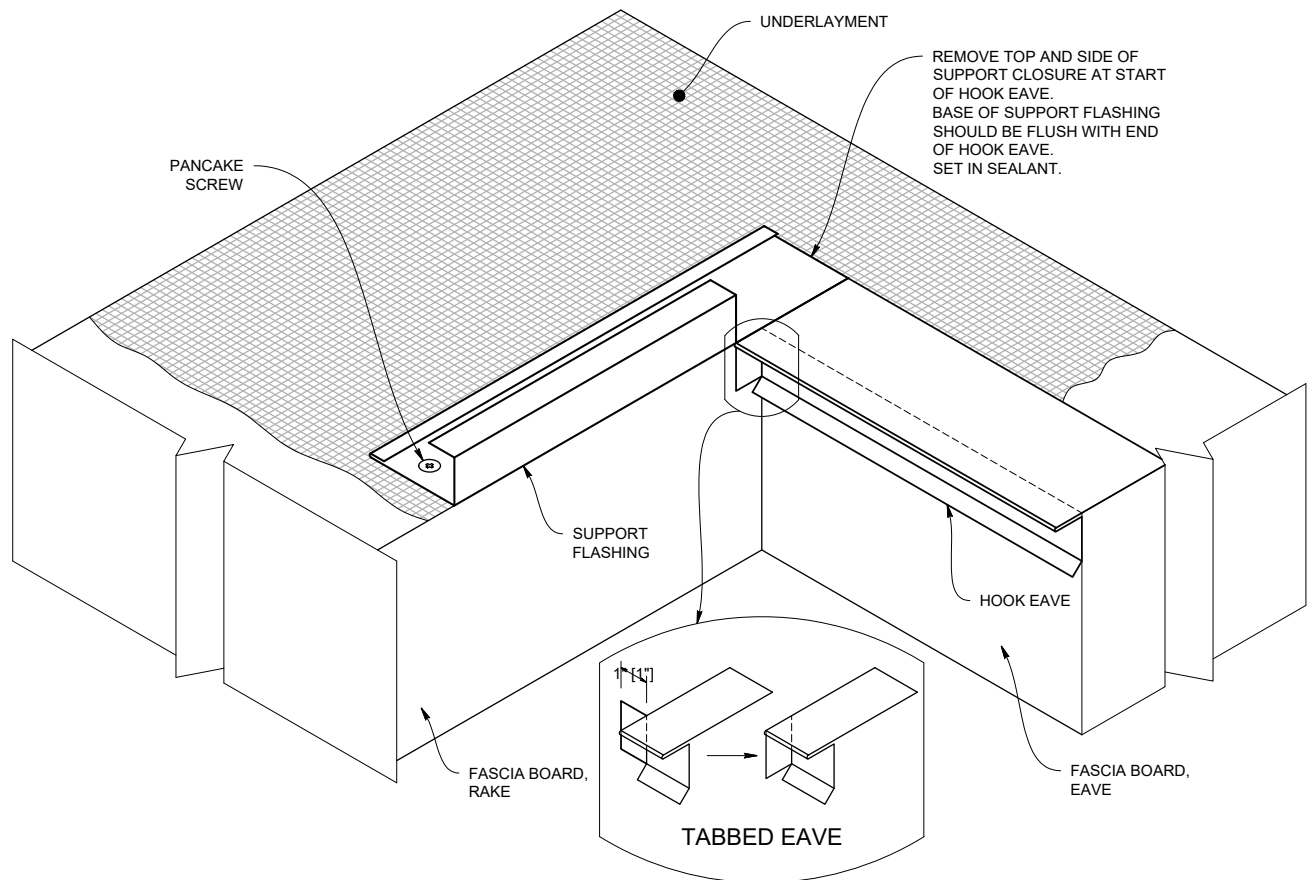 UNDERLAYMENT
REMOVE TOP AND SIDE OF
SUPPORT CLOSURE AT START
OF HOOK EAVE.
BASE OF SUPPORT FLASHING
SHOULD BE FLUSH WITH END
OF HOOK EAVE.
SET IN SEALANT.
PANCAKE
SCREW
SUPPORT
FLASHING
HOOK EAVE
1" [1"]
FASCIA BOARD,
RAKE
FASCIA BOARD,
EAVE
TABBED EAVE